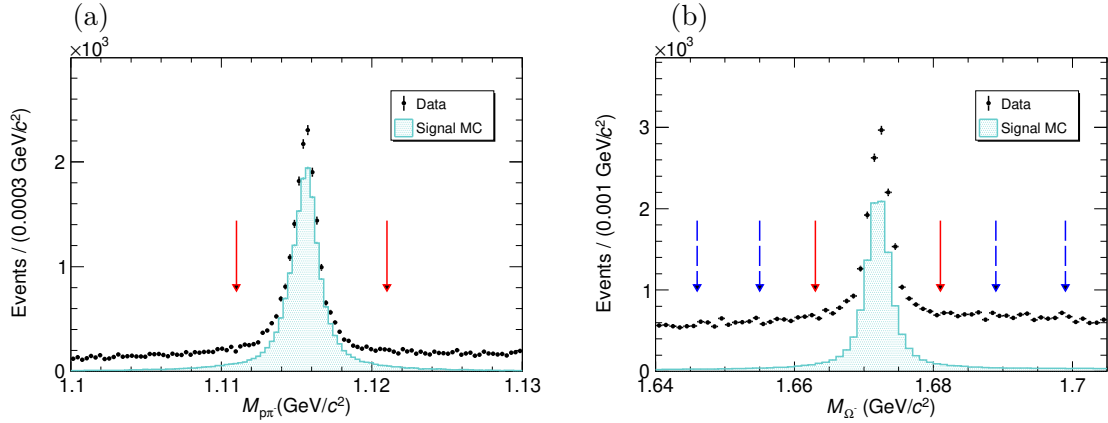 (a)
×10³
Events / (0.0003 GeV/c²)
2
1
0
Data
Signal MC
1.1
1.11
1.12
1.13
M_pπ⁻(GeV/c²)
(b)
×10³
Events / (0.001 GeV/c²)
3
2
1
0
Data
Signal MC
1.64
1.66
1.68
1.7
M_Ω⁻ (GeV/c²)